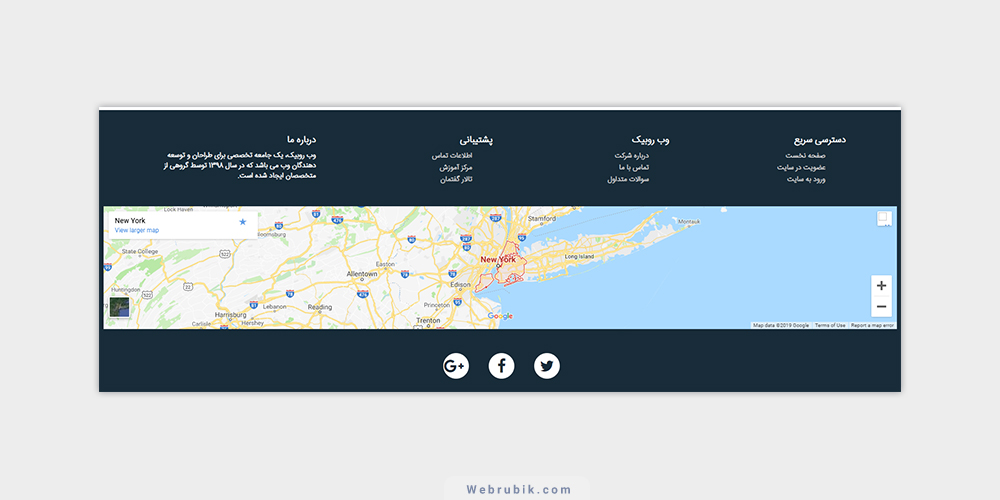 دسترسی سریع
صفحه نخست
عضویت در سایت
ورود به سایت
وب روبیک
درباره شرکت
تماس با ما
سوالات متداول
پشتیبانی
اطلاعات تماس
مرکز آموزش
تالار گفتمان
درباره ما
وب روبیک، یک جامعه تخصصی برای طراحان و توسعه
دهندگان وب می باشد که در سال ۱۳۹۸ توسط گروهی از
متخصصان ایجاد شده است.
New York
View larger map
Lock Haven
Bloomsburg
State College
Huntingdon
Allentown
Easton
Edison
Princeton
Trenton
Reading
Lebanon
Harrisburg
Hershey
Carlisle
Stamford
New York
Long Island
Montauk
Google
Map data ©2019 Google
Terms of Use
Report a map error
G+
Webrubik.com